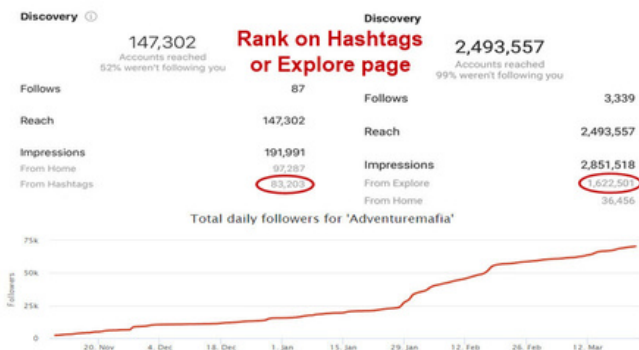 Discovery
147,302
Accounts reached
52% weren't following you
Follows 87
Reach 147,302
Impressions 191,991
From Home 97,287
From Hashtags 83,203
Rank on Hashtags
or Explore page
Discovery
2,493,557
Accounts reached
99% weren't following you
Follows 3,339
Reach 2,493,557
Impressions 2,851,518
From Explore 1,622,501
From Home 36,456
Total daily followers for 'Adventuremafia'
Followers
75k
50k
25k
0
20. Nov 4. Dec 18. Dec 1. Jan 15. Jan 29. Jan 12. Feb 26. Feb 12. Mar